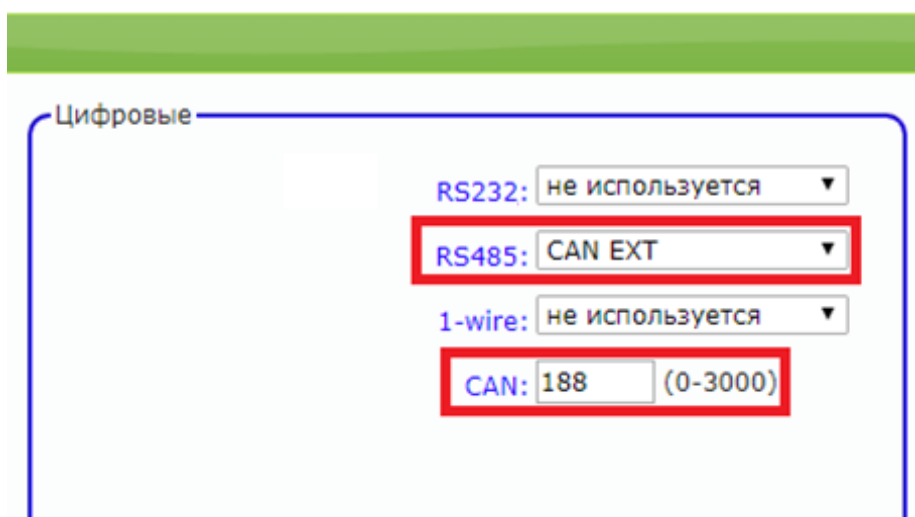 Цифровые
RS232: не используется
RS485: CAN EXT
1-wire: не используется
CAN: 188 (0-3000)